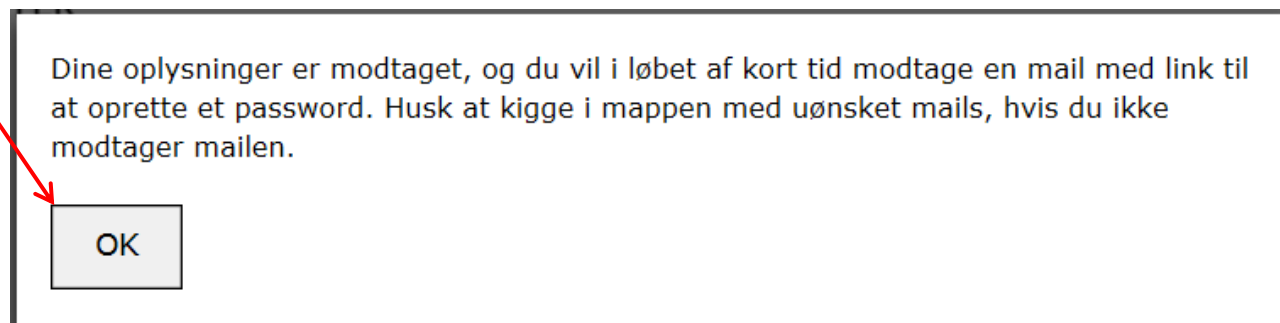 Dine oplysninger er modtaget, og du vil i løbet af kort tid modtage en mail med link til
at oprette et password. Husk at kigge i mappen med uønsket mails, hvis du ikke
modtager mailen.
OK